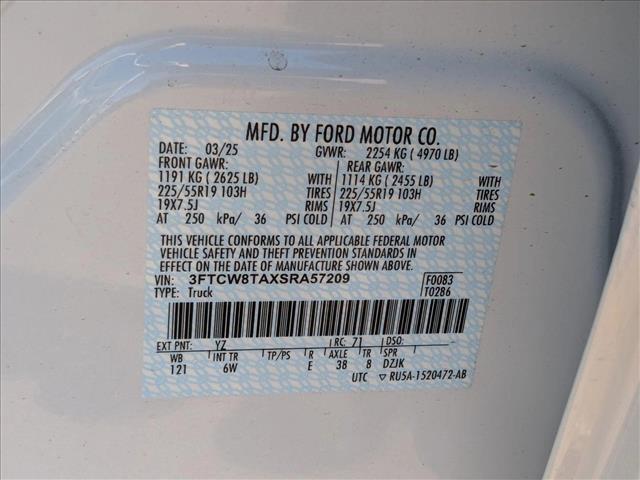 MFD. BY FORD MOTOR CO.
DATE: 03/25 GVWR: 2254 KG ( 4970 LB)
FRONT GAWR: REAR GAWR:
1191 KG ( 2625 LB) WITH 1114 KG ( 2455 LB) WITH
225/55R19 103H TIRES 225/55R19 103H TIRES
19X7.5J RIMS 19X7.5J RIMS
AT 250 kPa/ 36 PSI COLD AT 250 kPa/ 36 PSI COLD
THIS VEHICLE CONFORMS TO ALL APPLICABLE FEDERAL MOTOR
VEHICLE SAFETY AND THEFT PREVENTION STANDARDS IN
EFFECT ON THE DATE OF MANUFACTURE SHOWN ABOVE.
VIN: 3FTCW8TAXSRA57209 F0083
TYPE: Truck T0286
EXT PNT: YZ RC: 71 DSO:
WB INT TR TP/PS R AXLE TR SPR
121 6W E 38 8 DZJK
UTC ▽ RU5A-1520472-AB